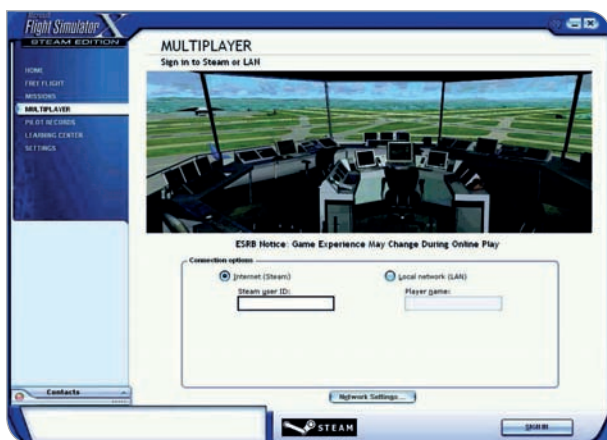 Microsoft
Flight Simulator X
STEAM EDITION
HOME
FREE FLIGHT
MISSIONS
MULTIPLAYER
PILOT RECORDS
LEARNING CENTER
SETTINGS
MULTIPLAYER
Sign in to Steam or LAN
ESRB Notice: Game Experience May Change During Online Play
Connection options
Internet (Steam)
Local network (LAN)
Steam user ID:
Player name:
Contacts
Network Settings...
STEAM
SIGN IN